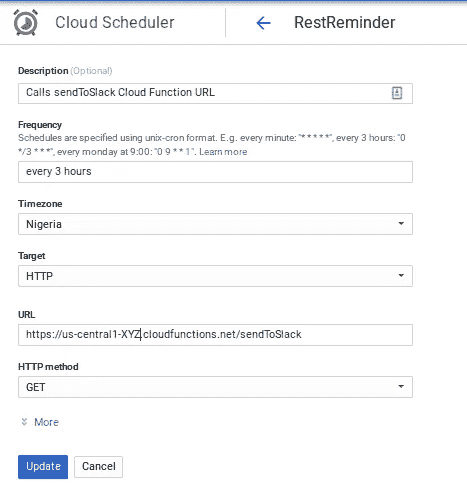 Cloud Scheduler
RestReminder
Description (Optional)
Calls sendToSlack Cloud Function URL
Frequency
Schedules are specified using unix-cron format. E.g. every minute: "* * * * *", every 3 hours: "0
*/3 * * *", every monday at 9:00: "0 9 * * 1". Learn more
every 3 hours
Timezone
Nigeria
Target
HTTP
URL
https://us-central1-XYZ.cloudfunctions.net/sendToSlack
HTTP method
GET
More
Update Cancel